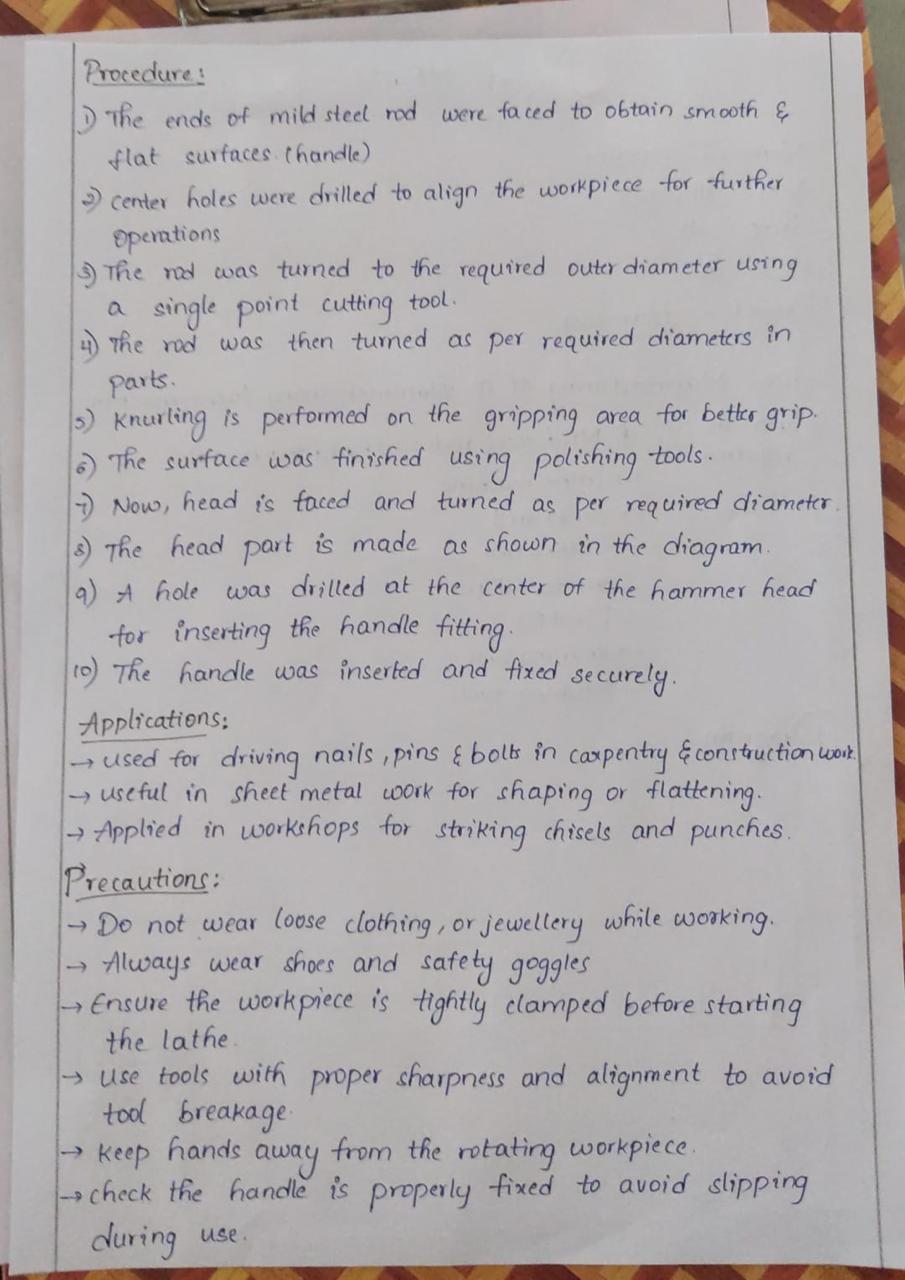 Procedure:
1) The ends of mild steel rod were faced to obtain smooth &
flat surfaces. (handle)
2) center holes were drilled to align the workpiece for further
operations
3) The rod was turned to the required outer diameter using
a single point cutting tool.
4) The rod was then turned as per required diameters in
parts.
5) Knurling is performed on the gripping area for better grip.
6) The surface was finished using polishing tools.
7) Now, head is faced and turned as per required diameter.
8) The head part is made as shown in the diagram.
9) A hole was drilled at the center of the hammer head
for inserting the handle fitting.
10) The handle was inserted and fixed securely.
Applications:
→ used for driving nails, pins & bolts in carpentry & construction work.
→ useful in sheet metal work for shaping or flattening.
→ Applied in workshops for striking chisels and punches.
Precautions:
→ Do not wear loose clothing, or jewellery while working.
→ Always wear shoes and safety goggles
→ Ensure the workpiece is tightly clamped before starting
the lathe.
→ Use tools with proper sharpness and alignment to avoid
tool breakage.
→ Keep hands away from the rotating workpiece.
→ check the handle is properly fixed to avoid slipping
during use.